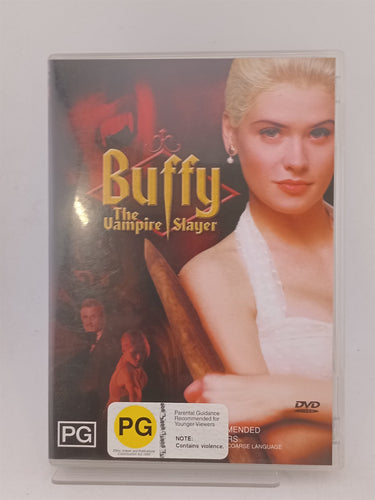 Buffy
The
Vampire Slayer
DVD
PG
PG
Parental Guidance
Recommended for
Younger Viewers
NOTE:
Contains violence.
MENDED
RS
COARSE LANGUAGE